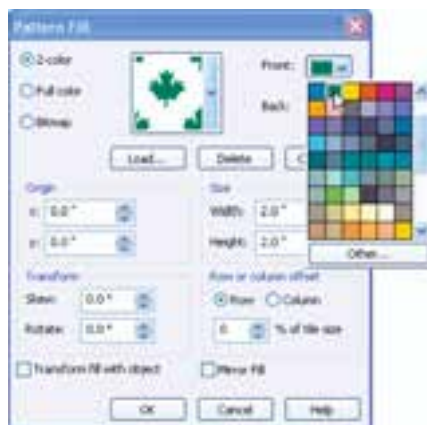 Pattern Fill
2-color
Front:
Full color
Back:
Bitmap
Load...
Delete
C
Other...
Origin
Size
x: 0.0 "
Width: 2.0 "
y: 0.0 "
Height: 2.0 "
Transform
Row or column offset
Skew: 0.0 °
Row
Column
Rotate: 0.0 °
0 % of tile size
Transform fill with object
Mirror Fill
OK
Cancel
Help